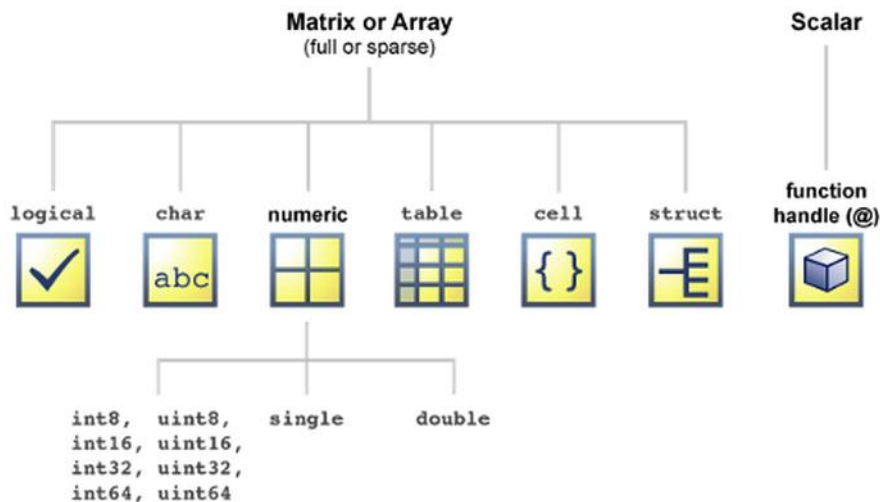 Matrix or Array
(full or sparse)
Scalar
logical
char
numeric
table
cell
struct
function
handle (@)
abc
{ }
int8, uint8,
int16, uint16,
int32, uint32,
int64, uint64
single
double